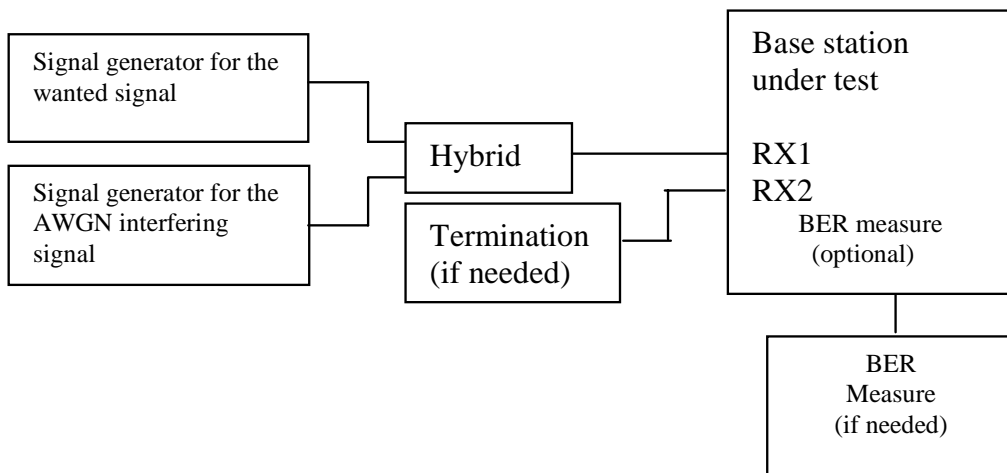 Signal generator for the
wanted signal
Signal generator for the
AWGN interfering
signal
Hybrid
Termination
(if needed)
Base station
under test
RX1
RX2
BER measure
(optional)
BER
Measure
(if needed)